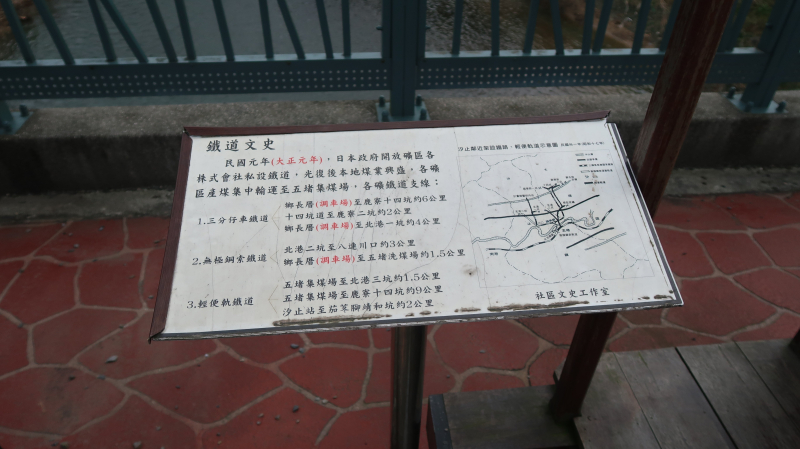 鐵道文史
民國元年(大正元年)，日本政府開放礦區各
株式會社私設鐵道，光復後本地煤業興盛，各礦
區產煤集中輸運至五堵集煤場，各礦鐵道支線：
1.三分仔車鐵道
鄉長厝(調車場)至鹿寮十四坑約6公里
十四坑道至鹿寮二坑約2公里
鄉長厝(調車場)至北港一坑約4公里
2.無極鋼索鐵道
北港二坑至八連川口約3公里
鄉長厝(調車場)至五堵洗煤場約1.5公里
3.輕便軌鐵道
五堵集煤場至北港三坑約1.5公里
五堵集煤場至鹿寮十四坑約9公里
汐止站至茄苳腳靖和坑約2公里
社區文史工作室